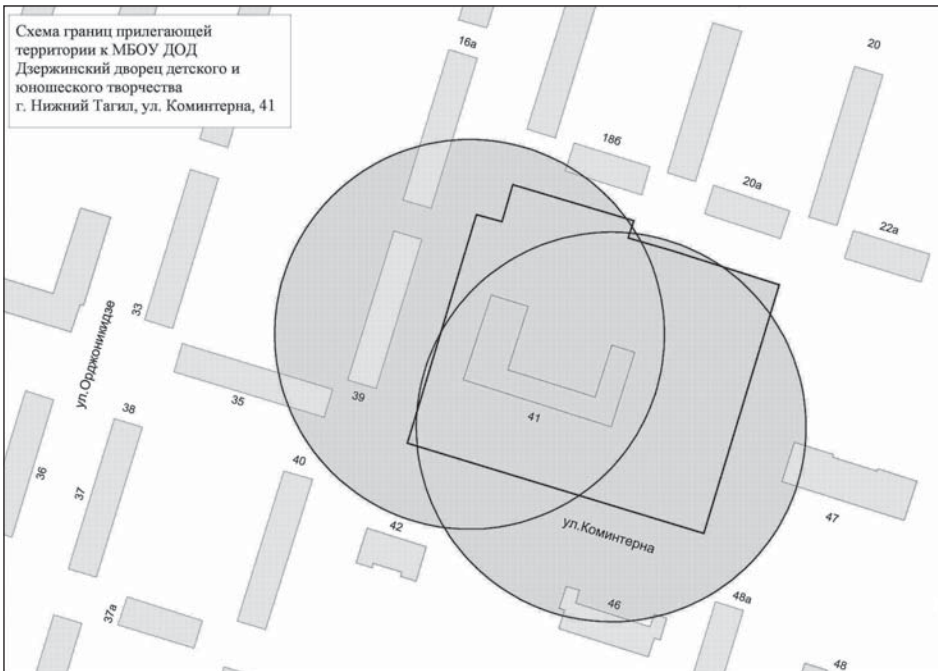 Схема границ прилегающей
территории к МБОУ ДОД
Дзержинский дворец детского и
юношеского творчества
г. Нижний Тагил, ул. Коминтерна, 41
16а
20
18б
20а
22а
33
ул.Орджоникидзе
35
39
41
38
36
37
40
42
47
ул.Коминтерна
37а
46
48а
48